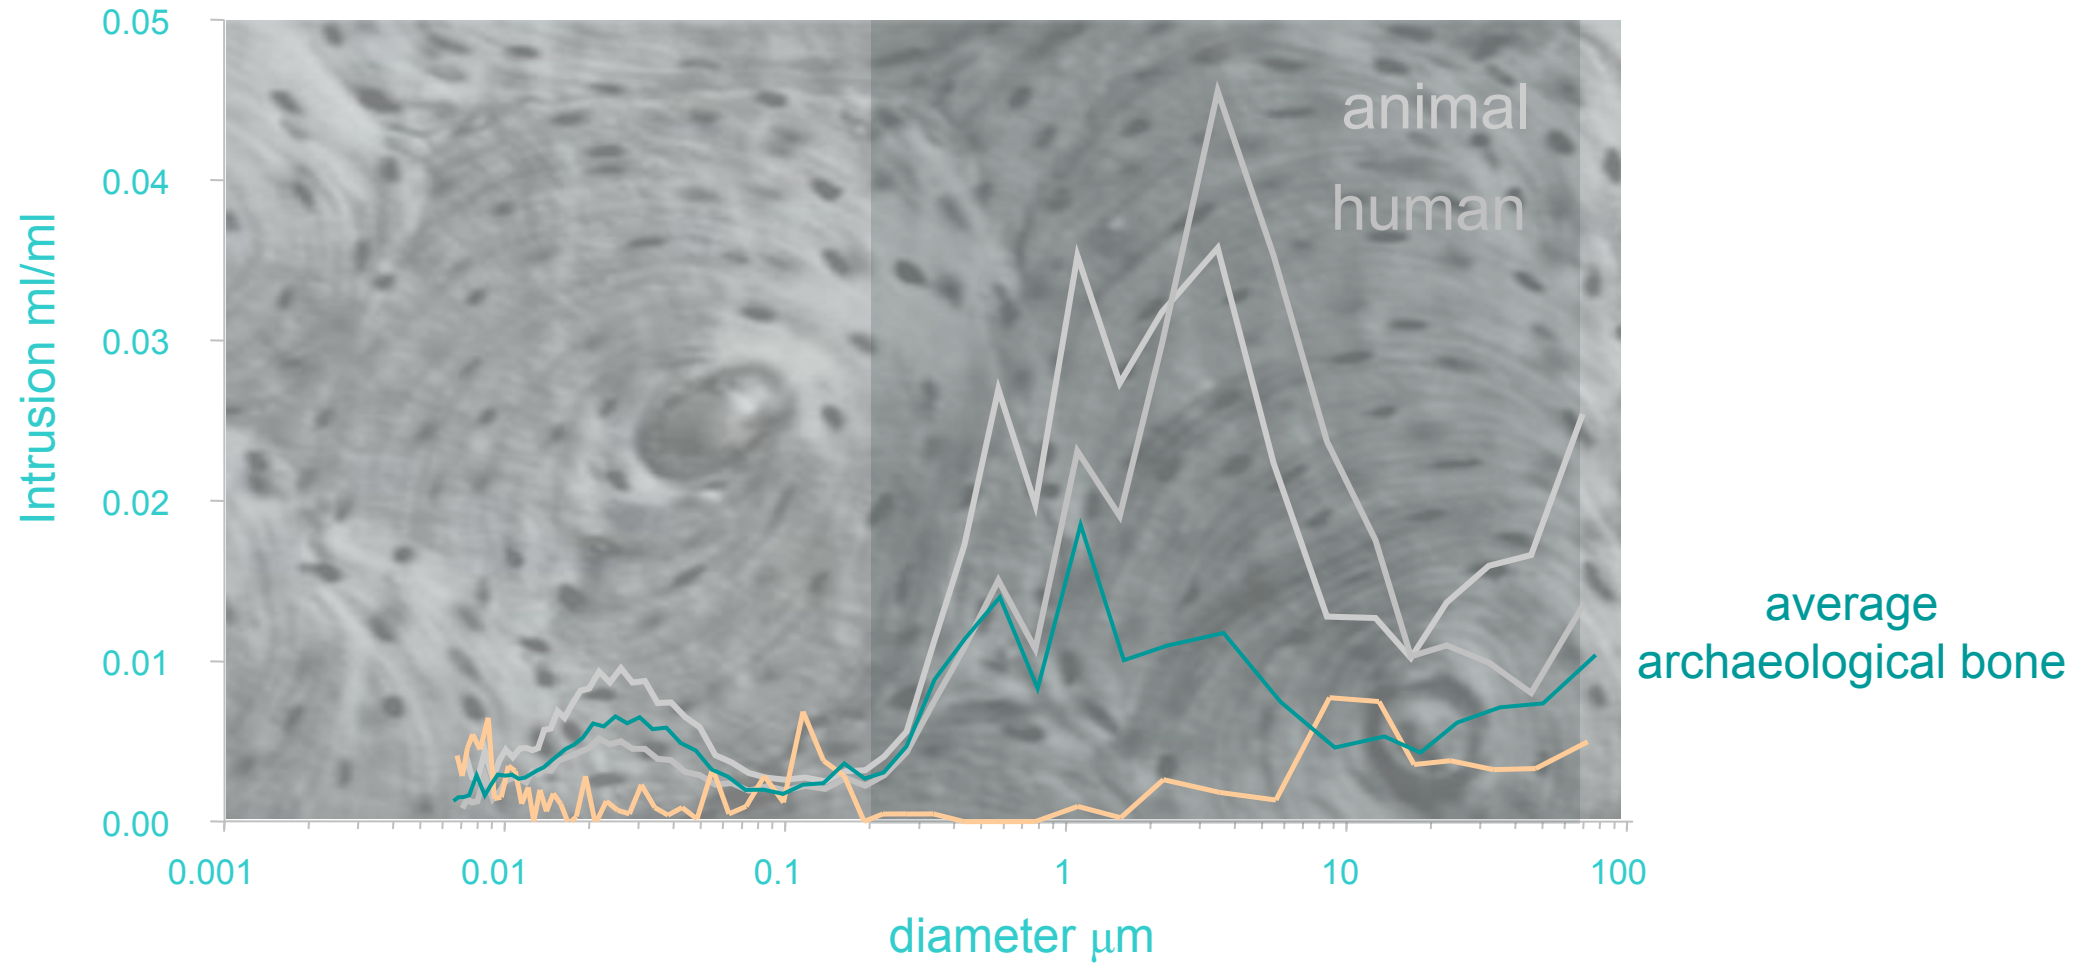 0.05
0.04
0.03
0.02
0.01
0.00
Intrusion ml/ml
animal
human
average
archaeological bone
0.001
0.01
0.1
1
10
100
diameter μm